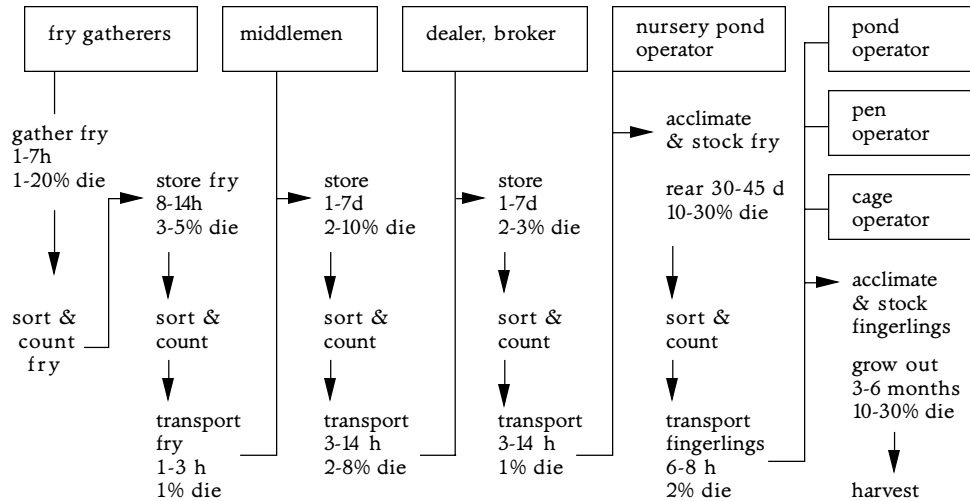 fry gatherers
gather fry
1-7h
1-20% die
sort &
count
fry
store fry
8-14h
3-5% die
sort &
count
transport
fry
1-3 h
1% die
middlemen
store
1-7d
2-10% die
sort &
count
transport
3-14 h
2-8% die
dealer, broker
store
1-7d
2-3% die
sort &
count
transport
3-14 h
1% die
nursery pond
operator
acclimate
& stock fry
rear 30-45 d
10-30% die
sort &
count
transport
fingerlings
6-8 h
2% die
pond
operator
pen
operator
cage
operator
acclimate
& stock
fingerlings
grow out
3-6 months
10-30% die
harvest